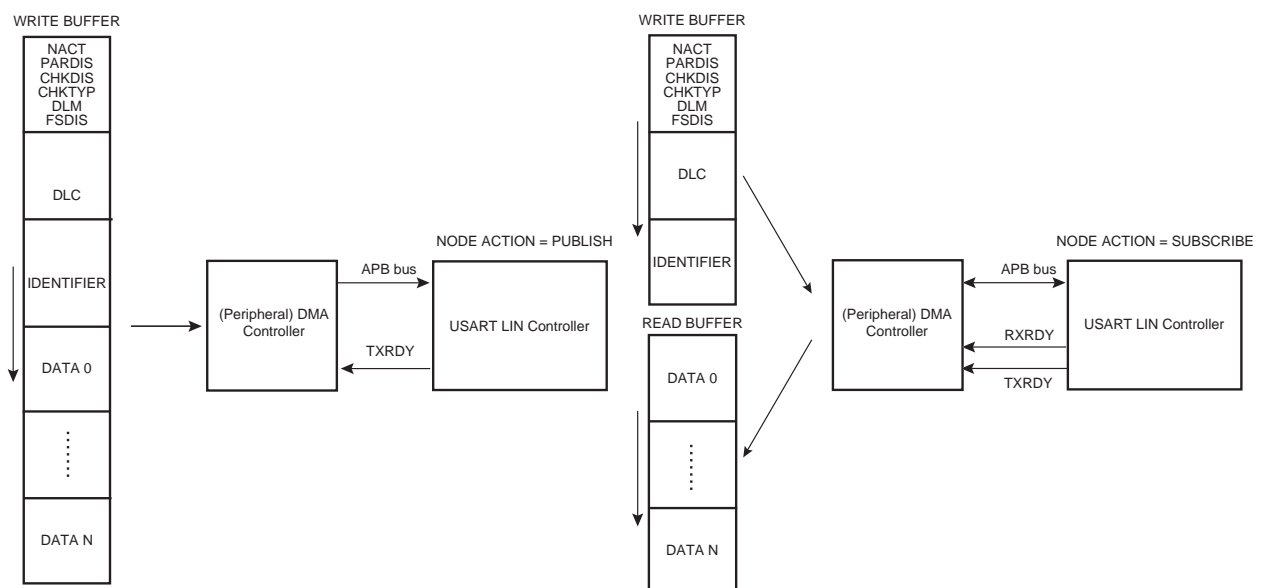 WRITE BUFFER
NACT
PARDIS
CHKDIS
CHKTYP
DLM
FSDIS
DLC
IDENTIFIER
DATA 0
DATA N
(Peripheral) DMA
Controller
APB bus
TXRDY
NODE ACTION = PUBLISH
USART LIN Controller
WRITE BUFFER
NACT
PARDIS
CHKDIS
CHKTYP
DLM
FSDIS
DLC
IDENTIFIER
READ BUFFER
DATA 0
DATA N
(Peripheral) DMA
Controller
APB bus
RXRDY
TXRDY
NODE ACTION = SUBSCRIBE
USART LIN Controller